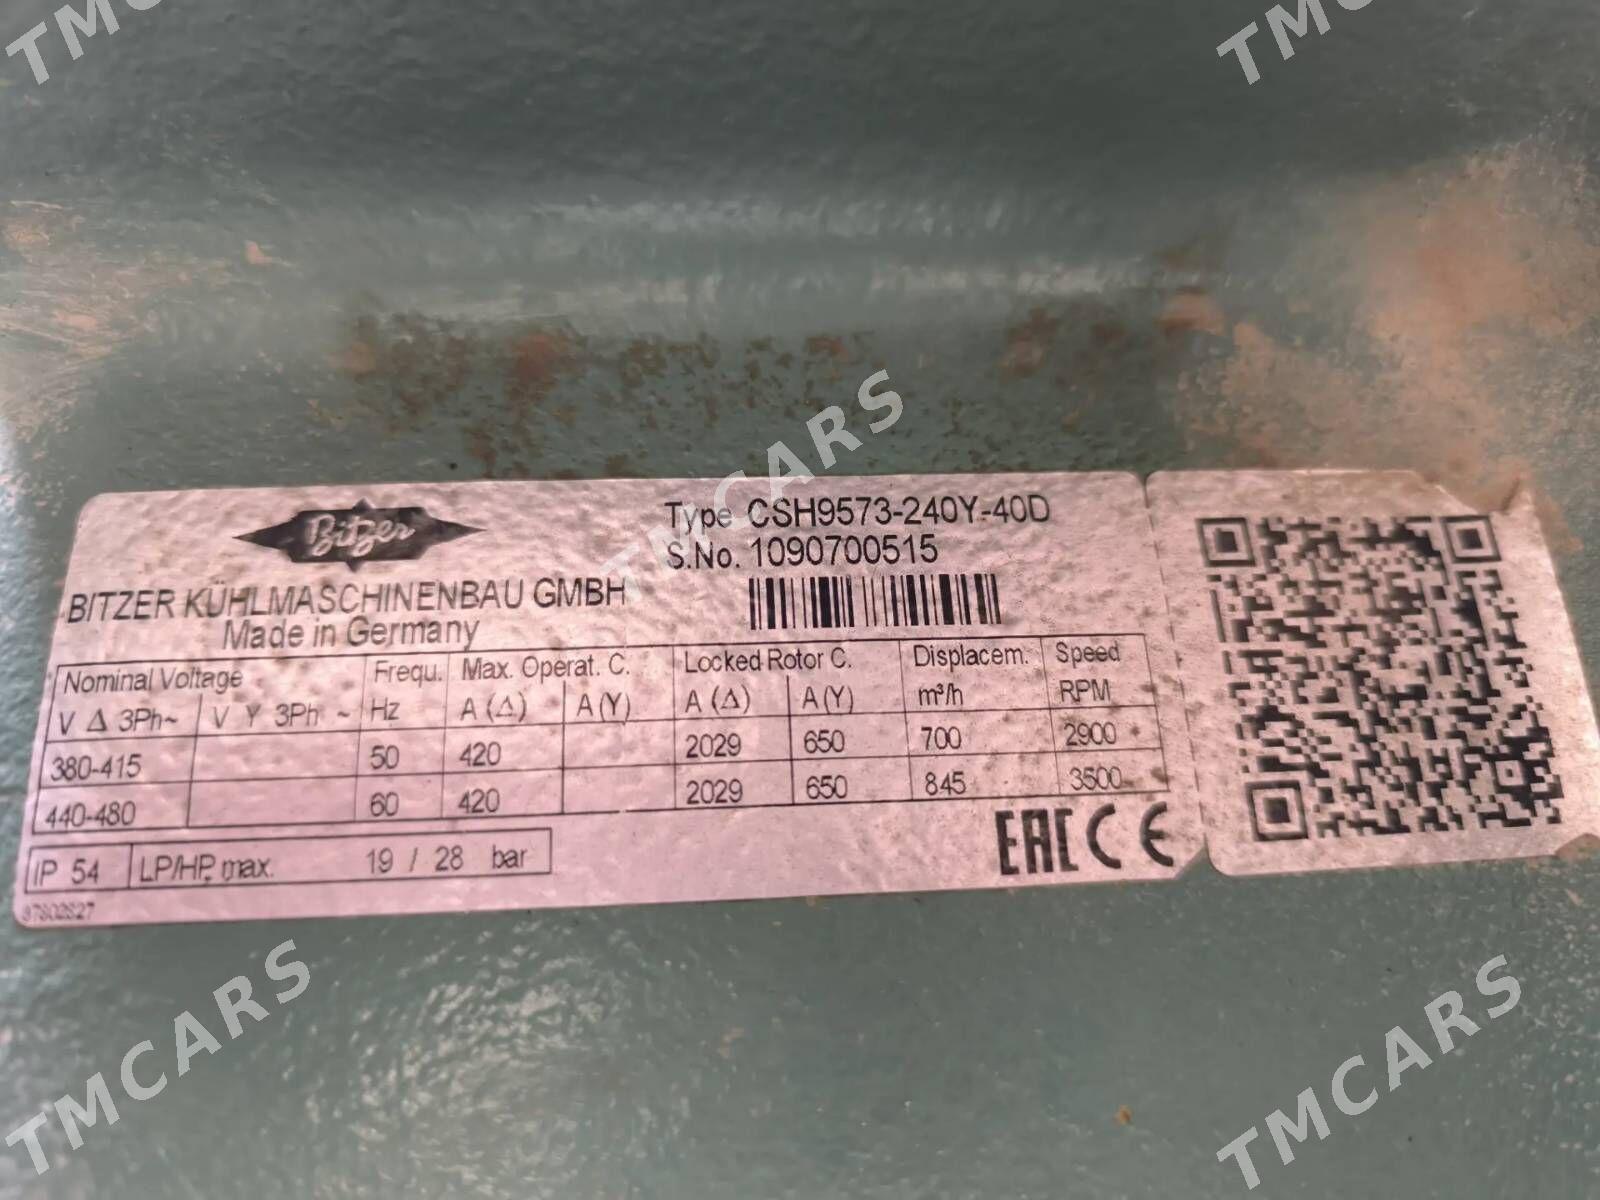 TMCARS
TMCARS
Bitzer
BITZER KÜHLMASCHINENBAU GMBH
Made in Germany
Type CSH9573-240Y-40D
S.No. 1090700515
TMCARS
Nominal Voltage Frequ. Max. Operat. C. Locked Rotor C. Displacem. Speed
V Δ 3Ph~ V Y 3Ph ~ Hz A (Δ) A (Y) A (Δ) A (Y) m³/h RPM
380-415 50 420 2029 650 700 2900
440-480 60 420 2029 650 845 3500
IP 54 LP/HP, max. 19 / 28 bar
EAC CE
TMCARS
TMCARS